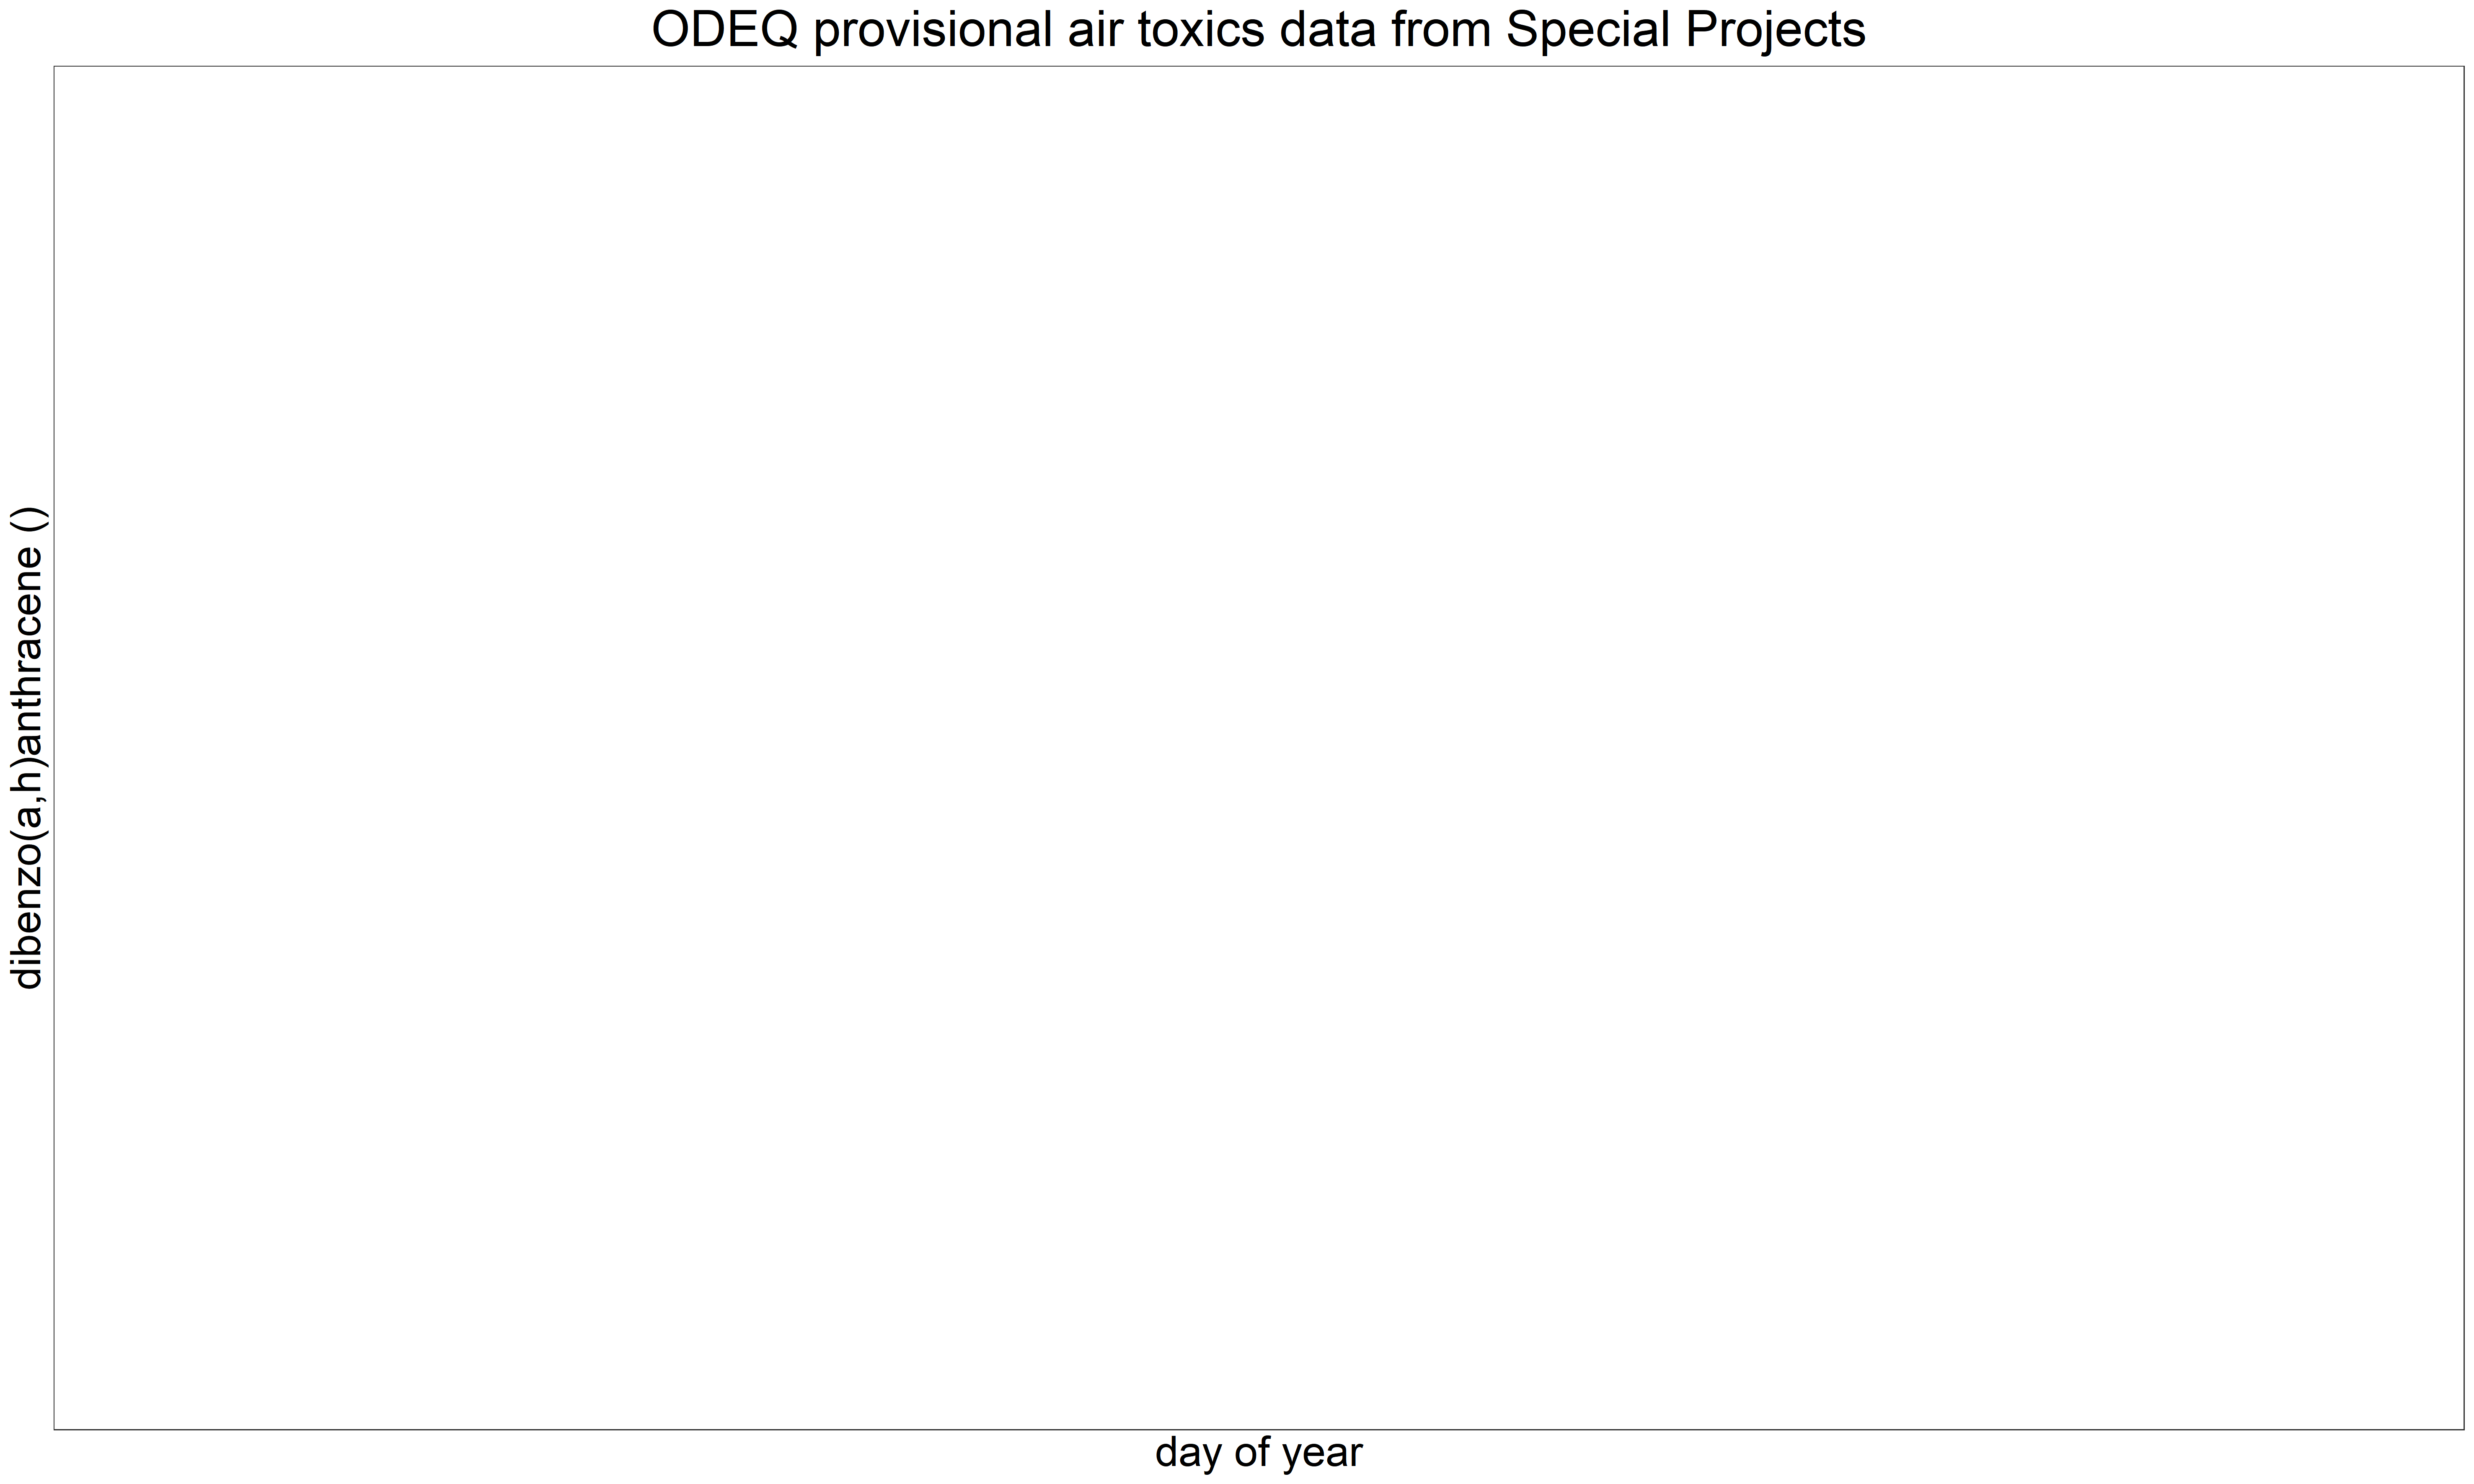 ODEQ provisional air toxics data from Special Projects
dibenzo(a,h)anthracene ()
day of year